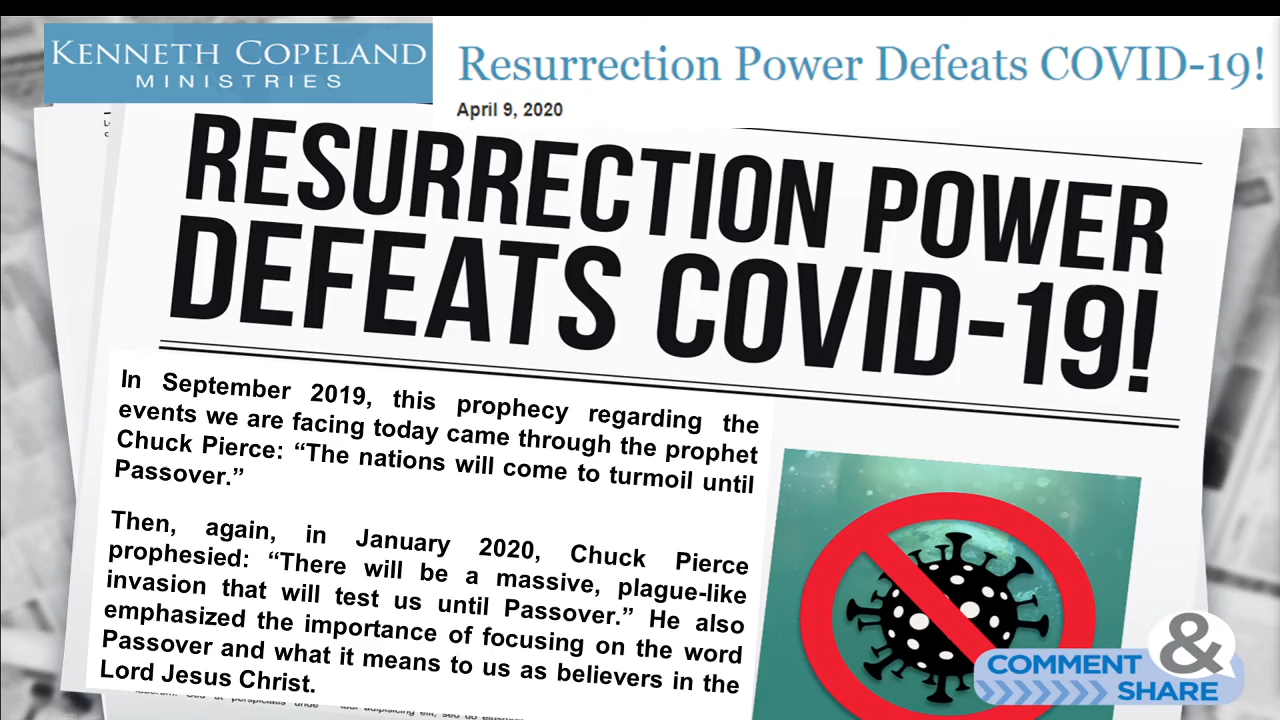 KENNETH COPELAND
MINISTRIES
Resurrection Power Defeats COVID-19!
April 9, 2020
RESURRECTION POWER
DEFEATS COVID-19!
In September 2019, this prophecy regarding the
events we are facing today came through the prophet
Chuck Pierce: “The nations will come to turmoil until
Passover.”
Then, again, in January 2020, Chuck Pierce
prophesied: “There will be a massive, plague-like
invasion that will test us until Passover.” He also
emphasized the importance of focusing on the word
Passover and what it means to us as believers in the
Lord Jesus Christ.
&
COMMENT
SHARE